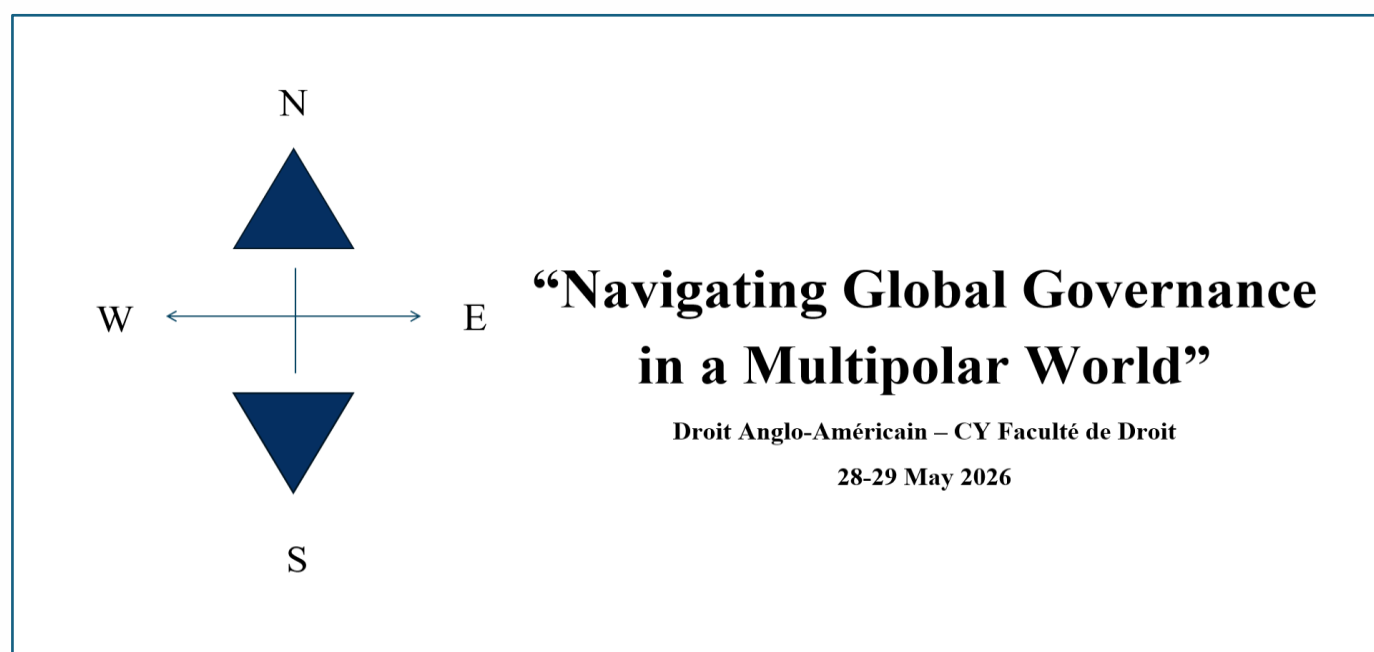 N
W
E
S
“Navigating Global Governance
in a Multipolar World”
Droit Anglo-Américain – CY Faculté de Droit
28-29 May 2026